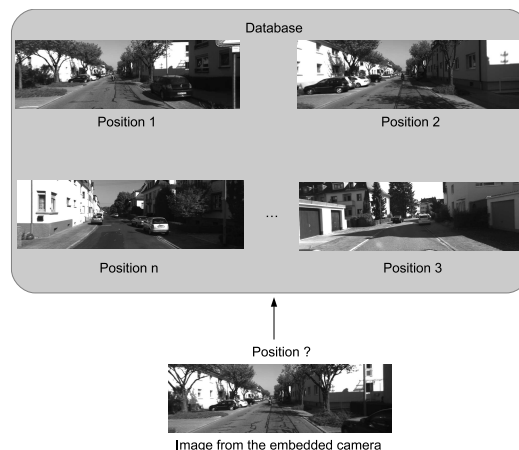 Database
Position 1
Position 2
...
Position n
Position 3
Position ?
Image from the embedded camera